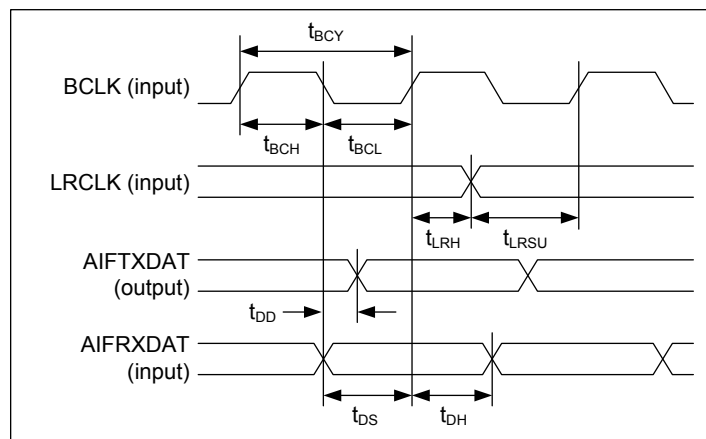 tBCY
BCLK (input)
tBCH
tBCL
LRCLK (input)
tLRH
tLRSU
AIFTXDAT
(output)
tDD
AIFRXDAT
(input)
tDS
tDH